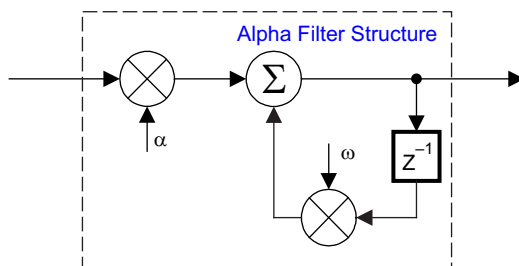 Alpha Filter Structure
Σ
α
ω
Z⁻¹